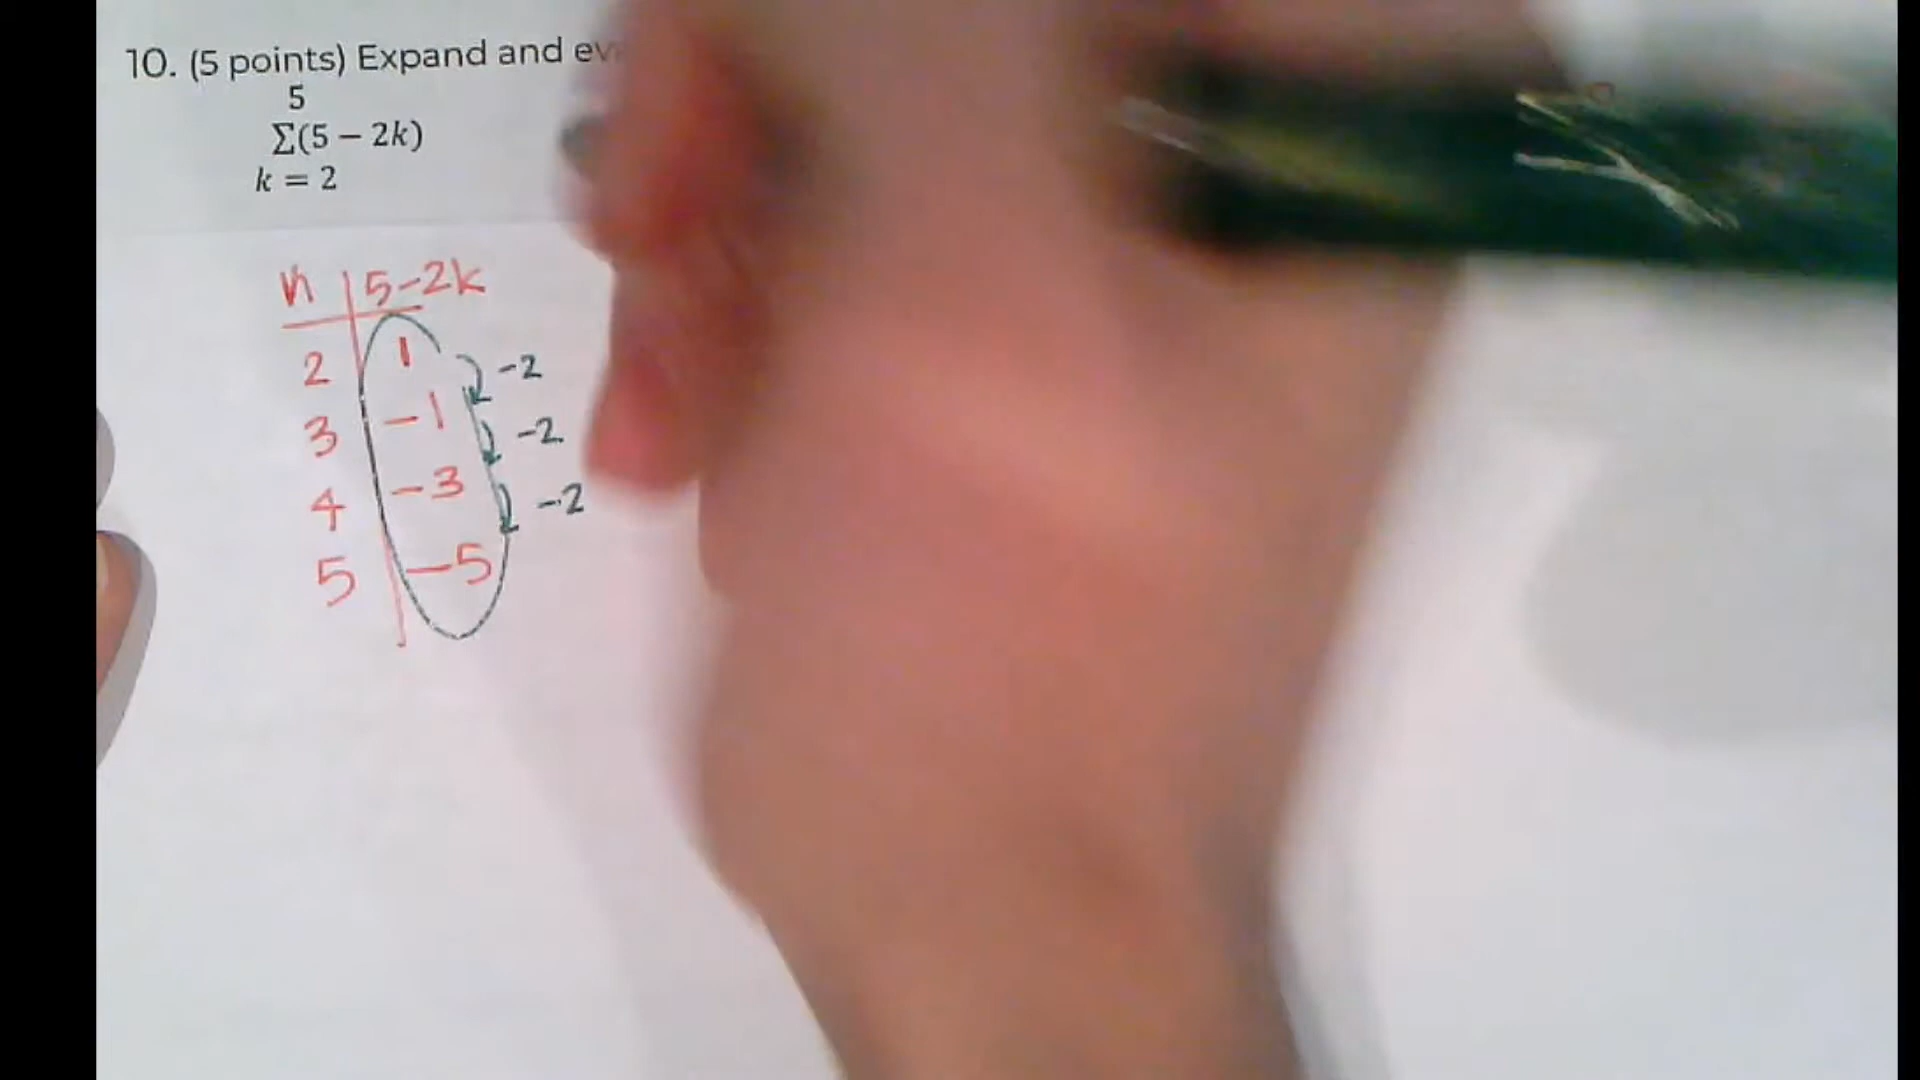 10. (5 points) Expand and
5
Σ(5 – 2k)
k = 2
n 5-2k
2 1 -2
3 -1 -2
4 -3 -2
5 -5